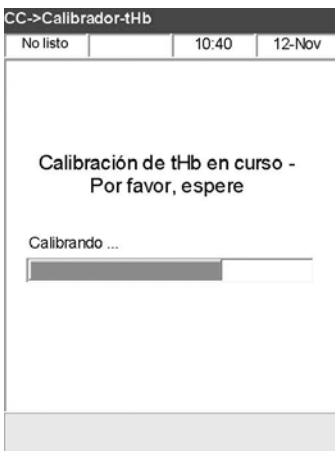 CC->Calibrador-tHb
No listo 10:40 12-Nov
Calibración de tHb en curso -
Por favor, espere
Calibrando ...